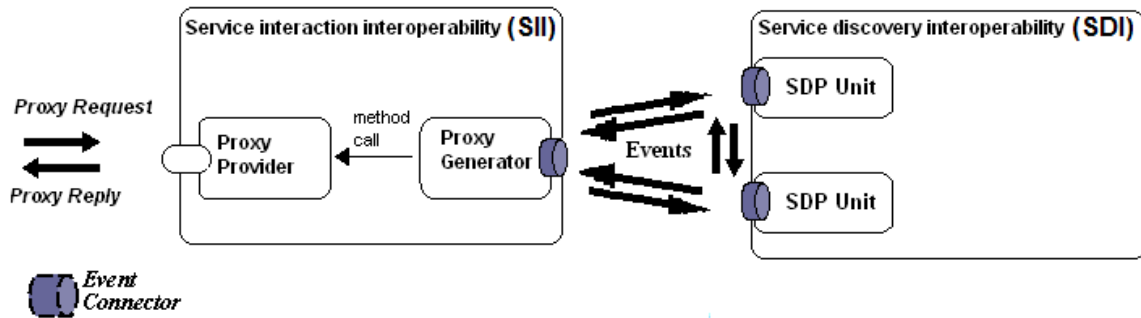 Service interaction interoperability (SII)
Service discovery interoperability (SDI)
SDP Unit
Proxy Request
method
call
Proxy
Provider
Proxy
Generator
Events
Proxy Reply
SDP Unit
Event
Connector